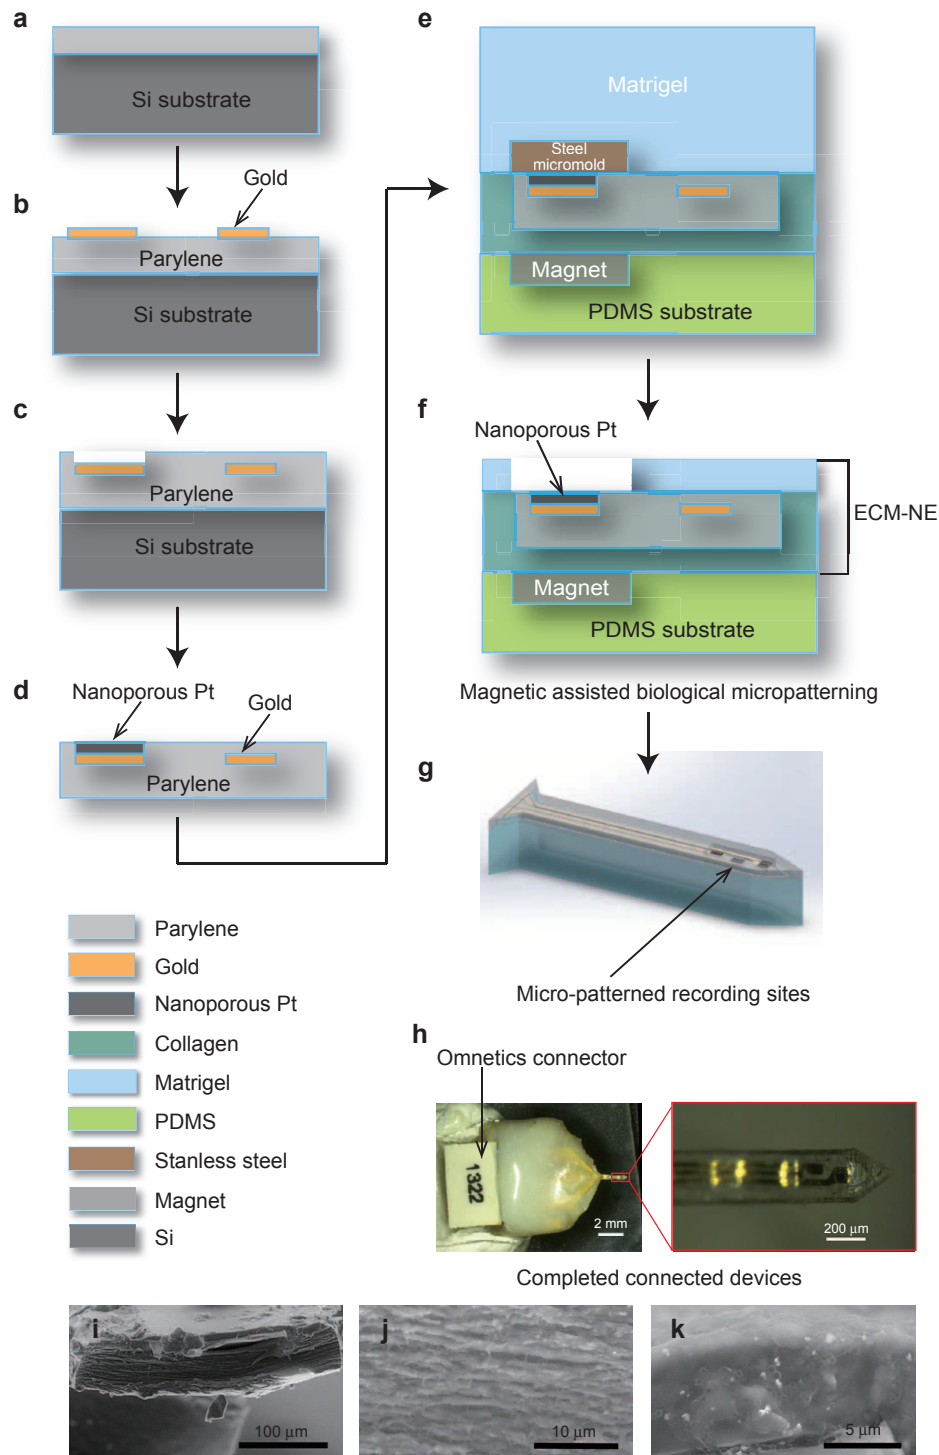 a
Si substrate
Gold
b
Parylene
Si substrate
c
Parylene
Si substrate
d
Nanoporous Pt
Gold
Parylene
e
Matrigel
Steel
micromold
Magnet
PDMS substrate
f
Nanoporous Pt
ECM-NE
Magnet
PDMS substrate
Magnetic assisted biological micropatterning
g
Micro-patterned recording sites
Parylene
Gold
Nanoporous Pt
Collagen
Matrigel
PDMS
Stanless steel
Magnet
Si
h
Omnetics connector
1322
2 mm
200 µm
Completed connected devices
i
100 µm
j
10 µm
k
5 µm